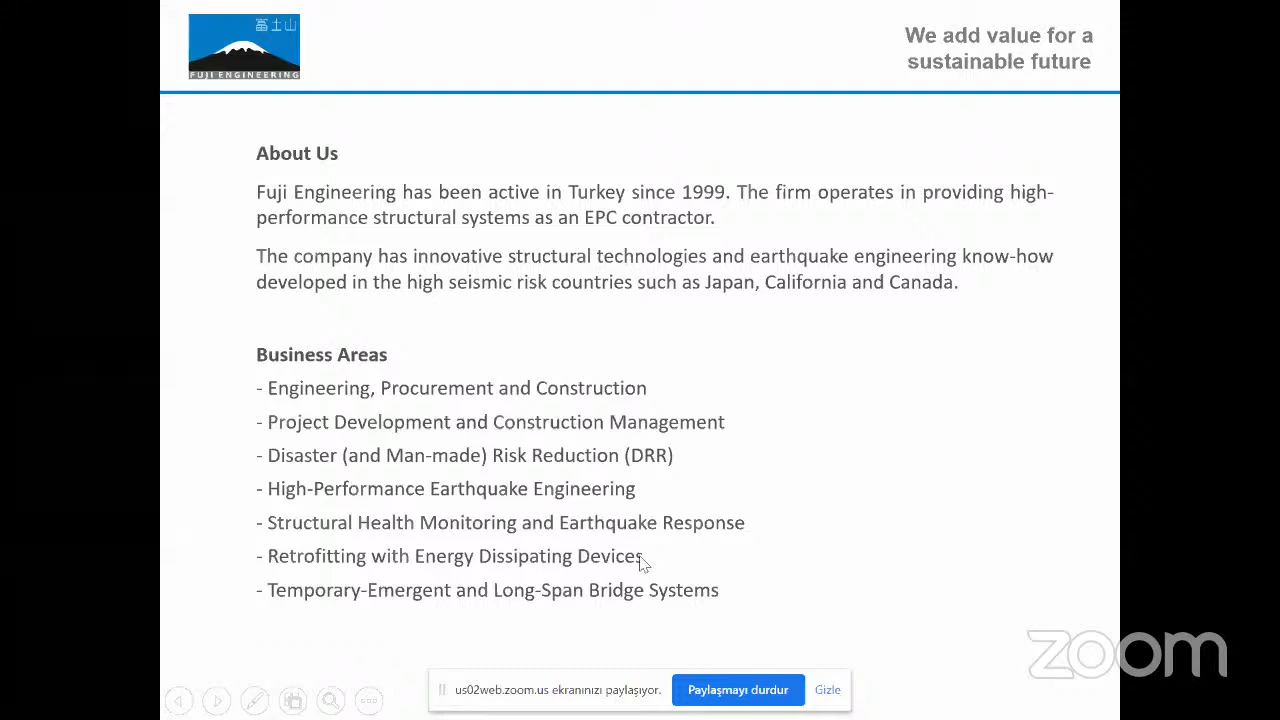 富士山
FUJI ENGINEERING
We add value for a
sustainable future
About Us
Fuji Engineering has been active in Turkey since 1999. The firm operates in providing high-
performance structural systems as an EPC contractor.
The company has innovative structural technologies and earthquake engineering know-how
developed in the high seismic risk countries such as Japan, California and Canada.
Business Areas
- Engineering, Procurement and Construction
- Project Development and Construction Management
- Disaster (and Man-made) Risk Reduction (DRR)
- High-Performance Earthquake Engineering
- Structural Health Monitoring and Earthquake Response
- Retrofitting with Energy Dissipating Devices
- Temporary-Emergent and Long-Span Bridge Systems
zoom
us02web.zoom.us ekranınızı paylaşıyor.
Paylaşmayı durdur
Gizle